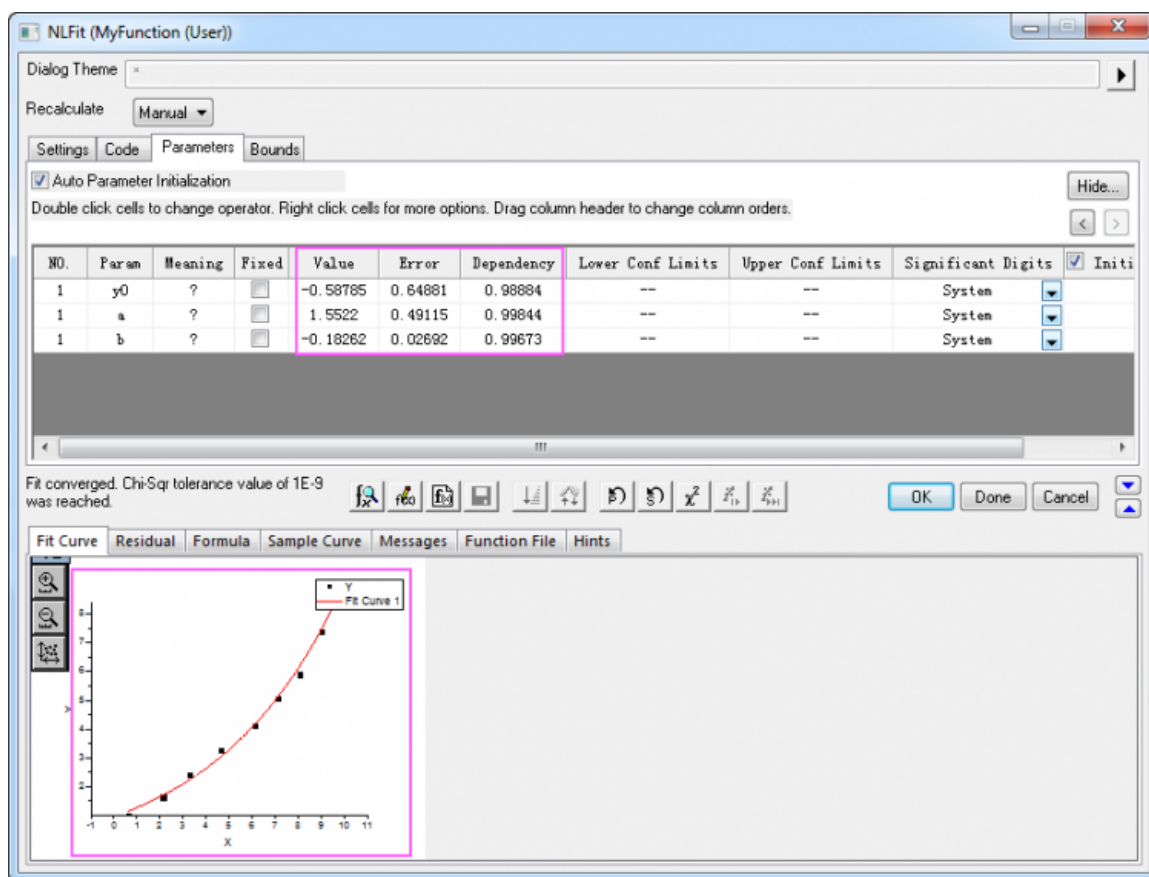 NLFit (MyFunction (User))
Dialog Theme *
Recalculate Manual
Settings Code Parameters Bounds
Auto Parameter Initialization
Hide...
Double click cells to change operator. Right click cells for more options. Drag column header to change column orders.
< >
NO. Param Meaning Fixed Value Error Dependency Lower Conf Limits Upper Conf Limits Significant Digits Initi
1 y0 ? -0.58785 0.64881 0.98884 -- -- System
1 a ? 1.5522 0.49115 0.99844 -- -- System
1 b ? -0.18262 0.02692 0.99673 -- -- System
Fit converged. Chi-Sqr tolerance value of 1E-9
was reached.
OK Done Cancel
Fit Curve Residual Formula Sample Curve Messages Function File Hints
Y
Fit Curve 1
8
7
6
5
Y
4
3
2
-1 0 1 2 3 4 5 6 7 8 9 10 11
X